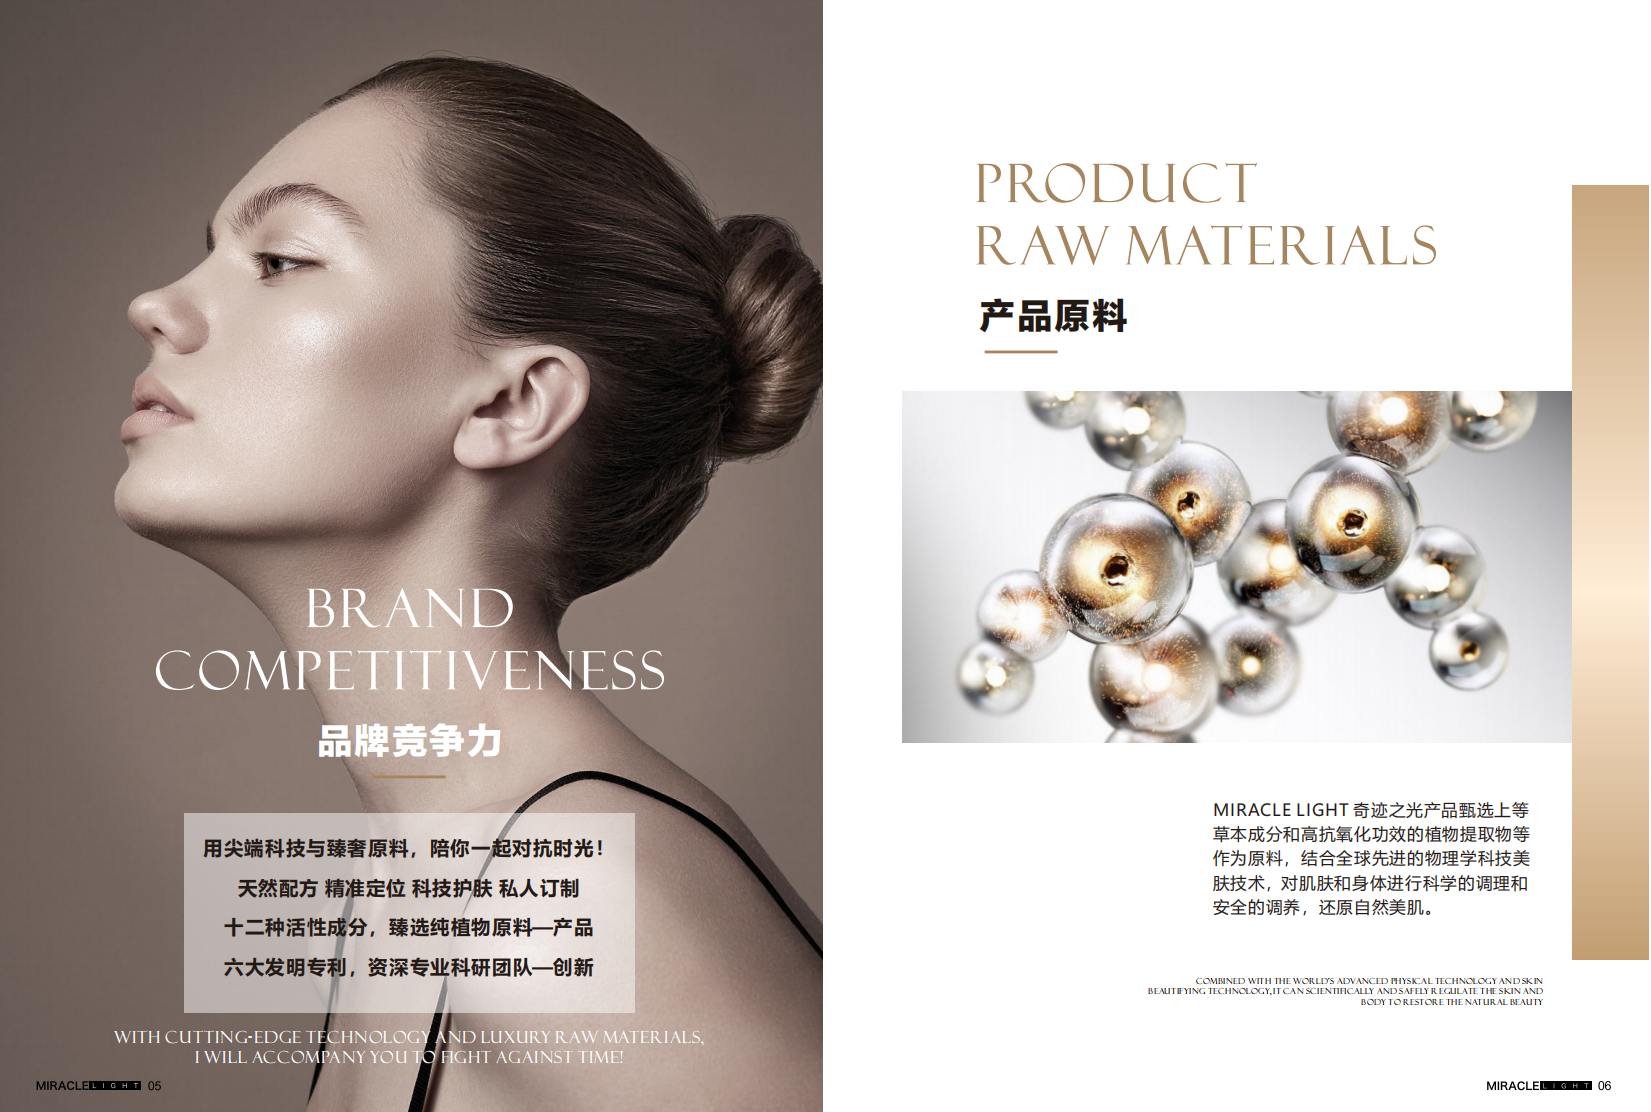 BRAND
COMPETITIVENESS
品牌竞争力
用尖端科技与臻奢原料，陪你一起对抗时光！
天然配方 精准定位 科技护肤 私人订制
十二种活性成分，臻选纯植物原料—产品
六大发明专利，资深专业科研团队—创新
WITH CUTTING-EDGE TECHNOLOGY AND LUXURY RAW MATERIALS,
I WILL ACCOMPANY YOU TO FIGHT AGAINST TIME!
MIRACLE LIGHT 05
PRODUCT
RAW MATERIALS
产品原料
MIRACLE LIGHT 奇迹之光产品甄选上等
草本成分和高抗氧化功效的植物提取物等
作为原料，结合全球先进的物理学科技美
肤技术，对肌肤和身体进行科学的调理和
安全的调养，还原自然美肌。
COMBINED WITH THE WORLD'S ADVANCED PHYSICAL TECHNOLOGY AND SKIN
BEAUTIFYING TECHNOLOGY, IT CAN SCIENTIFICALLY AND SAFELY REGULATE THE SKIN AND
BODY TO RESTORE THE NATURAL BEAUTY
MIRACLE LIGHT 06